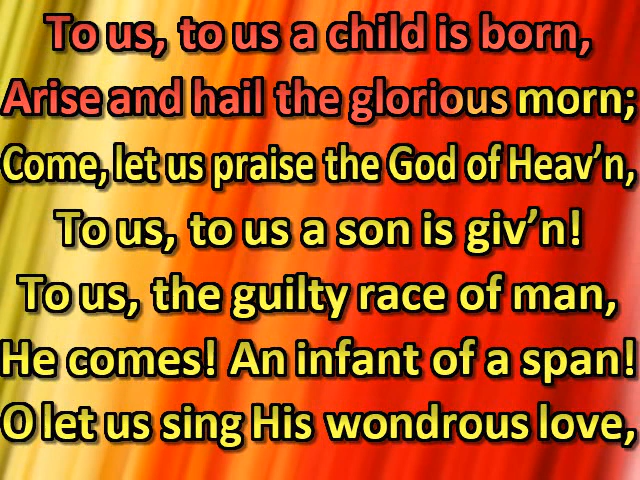 To us, to us a child is born,
Arise and hail the glorious morn;
Come, let us praise the God of Heav’n,
To us, to us a son is giv’n!
To us, the guilty race of man,
He comes! An infant of a span!
O let us sing His wondrous love,